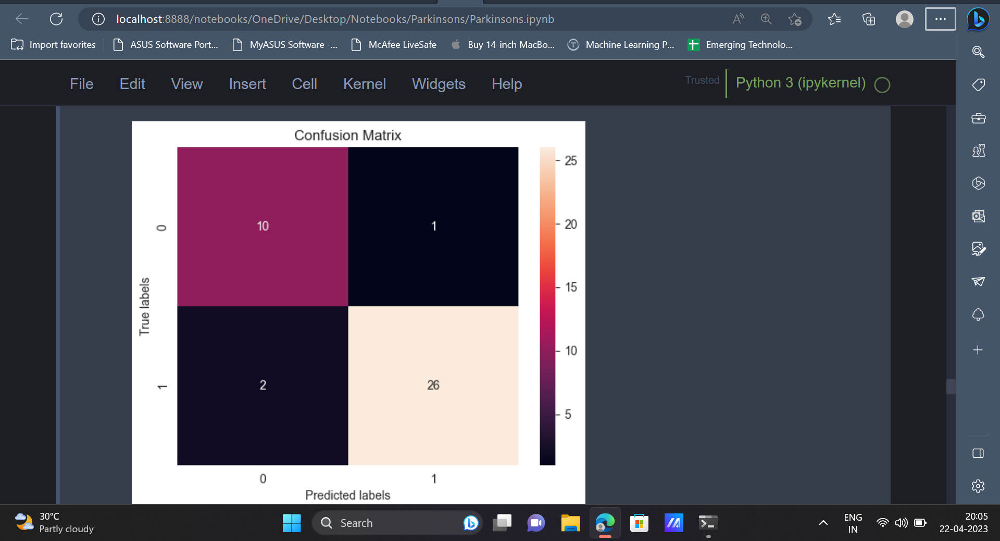 localhost:8888/notebooks/OneDrive/Desktop/Notebooks/Parkinsons/Parkinsons.ipynb
Import favorites ASUS Software Port... MyASUS Software -... McAfee LiveSafe Buy 14-inch MacBo... Machine Learning P... Emerging Technolo...
File Edit View Insert Cell Kernel Widgets Help Trusted Python 3 (ipykernel)
Confusion Matrix
25
20
15
10
5
True labels
0
10 1
1
2 26
0 1
Predicted labels
30°C
Partly cloudy
Search
ENG
IN
20:05
22-04-2023